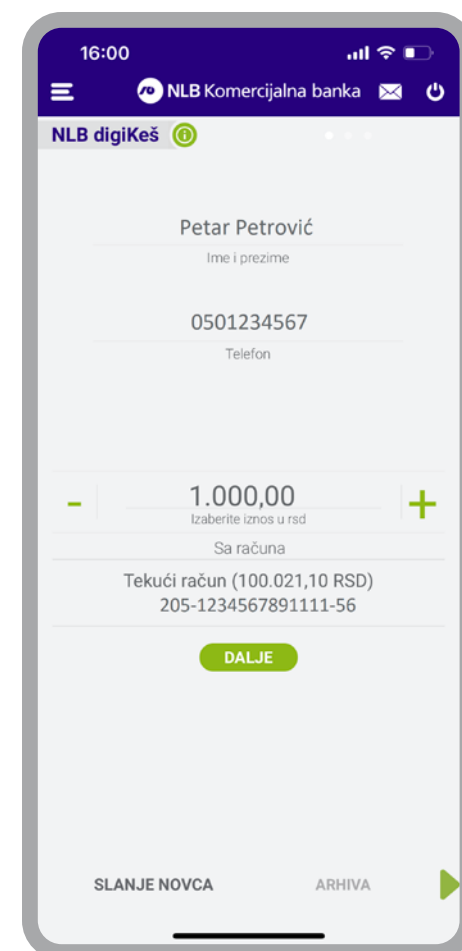 16:00
NLB Komercijalna banka
NLB digiKeš
Petar Petrović
Ime i prezime
0501234567
Telefon
- 1.000,00 +
Izaberite iznos u rsd
Sa računa
Tekući račun (100.021,10 RSD)
205-1234567891111-56
DALJE
SLANJE NOVCA ARHIVA